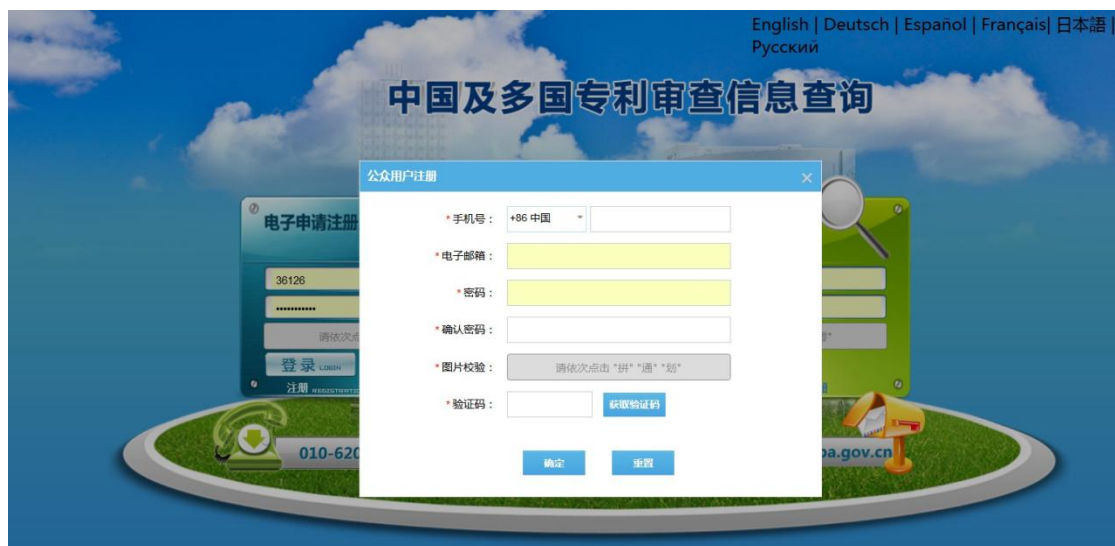 English | Deutsch | Español | Français| 日本語 |
Русский
中国及多国专利审查信息查询
公众用户注册
电子申请注册
*手机号：
+86 中国
*电子邮箱：
36126
*密码：
*确认密码：
请依次点
*图片校验：
请依次点击 "拼" "通" "划"
登录 LOGIN
注册
*验证码：
获取验证码
010-620
确定
重置
pa.gov.cn